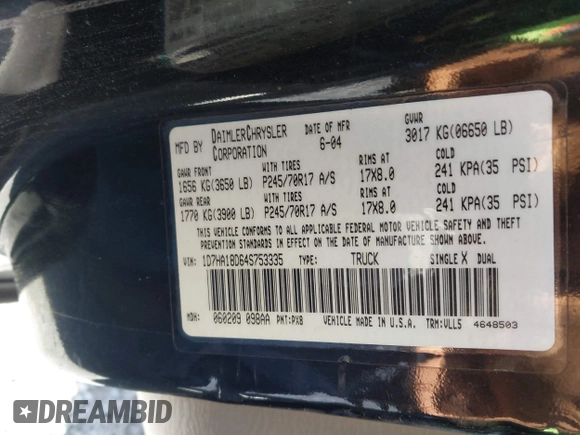 MFD BY DAIMLERCHRYSLER CORPORATION DATE OF MFR 6-04 GVWR 3017 KG(06650 LB)
GAWR FRONT WITH TIRES RIMS AT COLD
1656 KG(3650 LB) P245/70R17 A/S 17X8.0 241 KPA(35 PSI)
GAWR REAR WITH TIRES RIMS AT COLD
1770 KG(3900 LB) P245/70R17 A/S 17X8.0 241 KPA(35 PSI)
THIS VEHICLE CONFORMS TO ALL APPLICABLE FEDERAL MOTOR VEHICLE SAFETY AND THEFT
PREVENTION STANDARDS IN EFFECT ON THE DATE OF MANUFACTURE SHOWN ABOVE.
VIN: 1D7HA18D64S753335 TYPE: TRUCK SINGLE X DUAL
MDH: 060209 098AA PNT:PXB VEHICLE MADE IN U.S.A. TRM:VLL5 4648503
DREAMBID